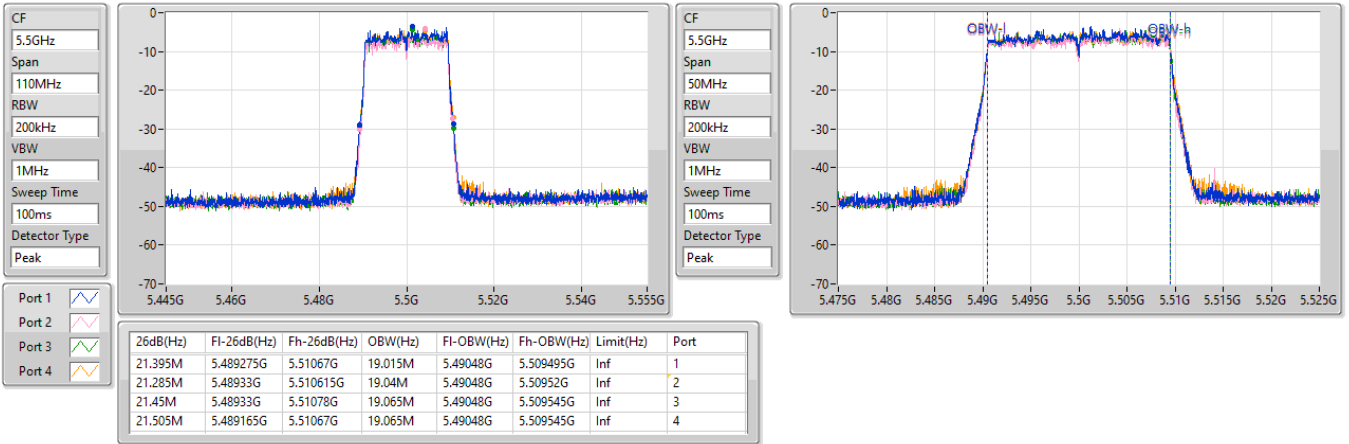 CF
5.5GHz
Span
110MHz
RBW
200kHz
VBW
1MHz
Sweep Time
100ms
Detector Type
Peak
0
-10
-20
-30
-40
-50
-60
-70
5.445G 5.46G 5.48G 5.5G 5.52G 5.54G 5.555G
CF
5.5GHz
Span
50MHz
RBW
200kHz
VBW
1MHz
Sweep Time
100ms
Detector Type
Peak
0
-10
-20
-30
-40
-50
-60
-70
OBW-l OBW-h
5.475G 5.48G 5.485G 5.49G 5.495G 5.5G 5.505G 5.51G 5.515G 5.52G 5.525G
Port 1
Port 2
Port 3
Port 4
26dB(Hz) Fl-26dB(Hz) Fh-26dB(Hz) OBW(Hz) Fl-OBW(Hz) Fh-OBW(Hz) Limit(Hz) Port
21.395M 5.489275G 5.51067G 19.015M 5.49048G 5.509495G Inf 1
21.285M 5.48933G 5.510615G 19.04M 5.49048G 5.50952G Inf 2
21.45M 5.48933G 5.51078G 19.065M 5.49048G 5.509545G Inf 3
21.505M 5.489165G 5.51067G 19.065M 5.49048G 5.509545G Inf 4